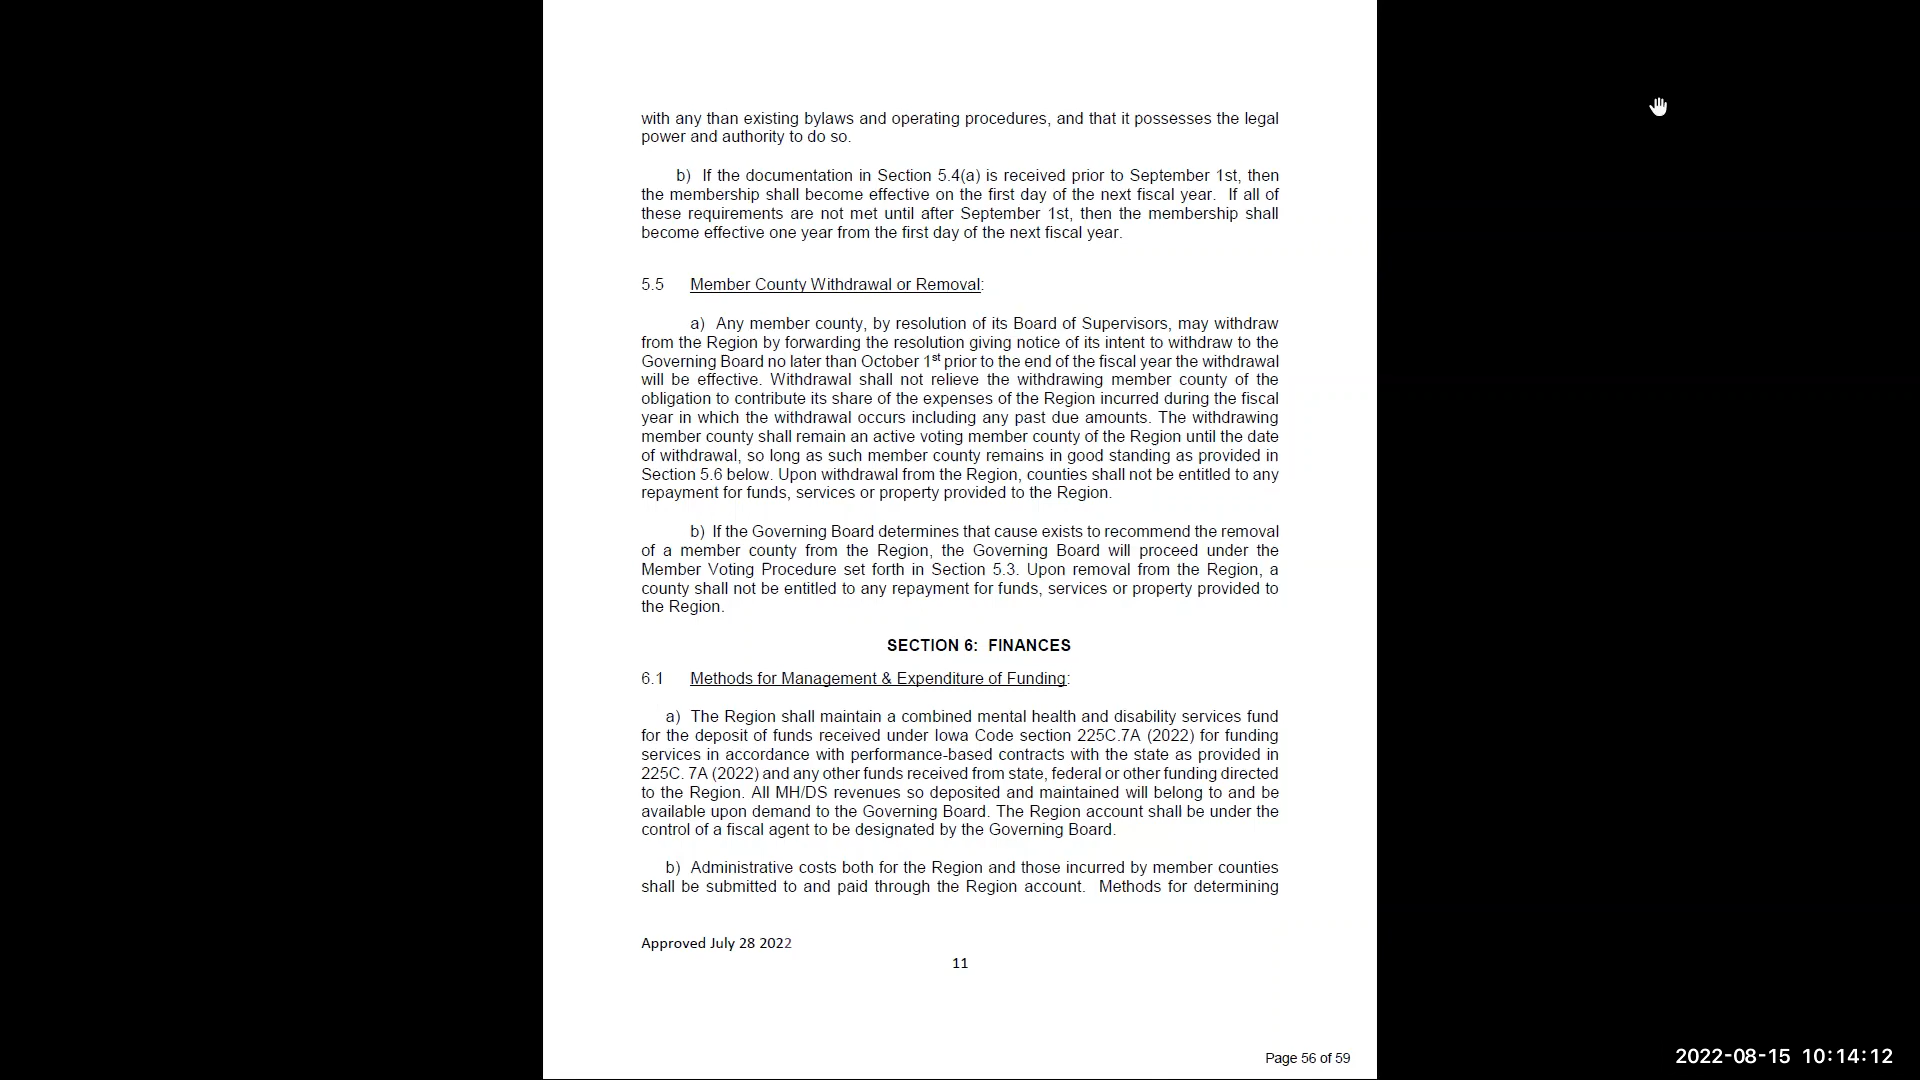 with any than existing bylaws and operating procedures, and that it possesses the legal
power and authority to do so.
b) If the documentation in Section 5.4(a) is received prior to September 1st, then
the membership shall become effective on the first day of the next fiscal year. If all of
these requirements are not met until after September 1st, then the membership shall
become effective one year from the first day of the next fiscal year.
5.5 Member County Withdrawal or Removal:
a) Any member county, by resolution of its Board of Supervisors, may withdraw
from the Region by forwarding the resolution giving notice of its intent to withdraw to the
Governing Board no later than October 1st prior to the end of the fiscal year the withdrawal
will be effective. Withdrawal shall not relieve the withdrawing member county of the
obligation to contribute its share of the expenses of the Region incurred during the fiscal
year in which the withdrawal occurs including any past due amounts. The withdrawing
member county shall remain an active voting member county of the Region until the date
of withdrawal, so long as such member county remains in good standing as provided in
Section 5.6 below. Upon withdrawal from the Region, counties shall not be entitled to any
repayment for funds, services or property provided to the Region.
b) If the Governing Board determines that cause exists to recommend the removal
of a member county from the Region, the Governing Board will proceed under the
Member Voting Procedure set forth in Section 5.3. Upon removal from the Region, a
county shall not be entitled to any repayment for funds, services or property provided to
the Region.
SECTION 6: FINANCES
6.1 Methods for Management & Expenditure of Funding:
a) The Region shall maintain a combined mental health and disability services fund
for the deposit of funds received under Iowa Code section 225C.7A (2022) for funding
services in accordance with performance-based contracts with the state as provided in
225C. 7A (2022) and any other funds received from state, federal or other funding directed
to the Region. All MH/DS revenues so deposited and maintained will belong to and be
available upon demand to the Governing Board. The Region account shall be under the
control of a fiscal agent to be designated by the Governing Board.
b) Administrative costs both for the Region and those incurred by member counties
shall be submitted to and paid through the Region account. Methods for determining
Approved July 28 2022
11
Page 56 of 59
2022-08-15 10:14:12